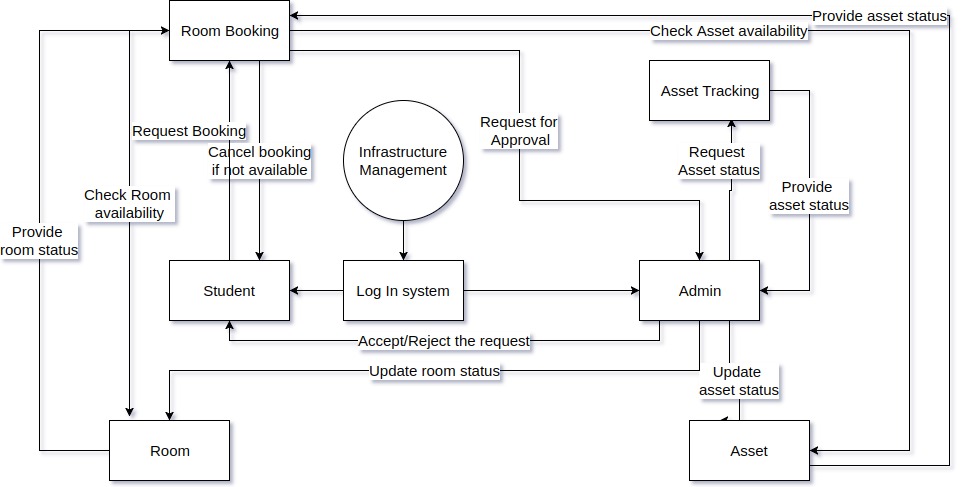 Provide asset status
Room Booking
Check Asset availability
Asset Tracking
Request for
Approval
Request Booking
Cancel booking
if not available
Infrastructure
Management
Request
Asset status
Check Room
availability
Provide
asset status
Provide
room status
Student
Log In system
Admin
Accept/Reject the request
Update room status
Update
asset status
Room
Asset